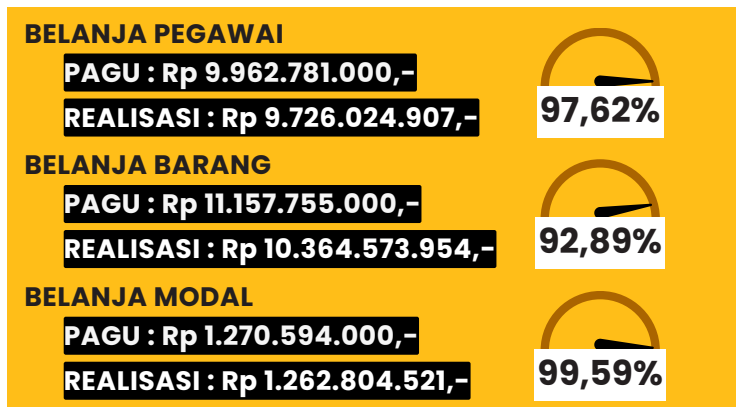 BELANJA PEGAWAI
PAGU : Rp 9.962.781.000,-
REALISASI : Rp 9.726.024.907,-
97,62%
BELANJA BARANG
PAGU : Rp 11.157.755.000,-
REALISASI : Rp 10.364.573.954,-
92,89%
BELANJA MODAL
PAGU : Rp 1.270.594.000,-
REALISASI : Rp 1.262.804.521,-
99,59%